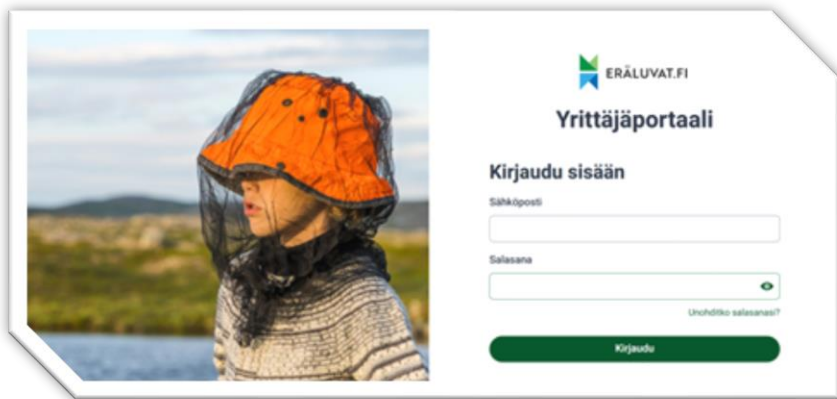 ERÄLUVAT.FI
Yrittäjäportaali
Kirjaudu sisään
Sähköposti
Salasana
Unohditko salasanasi?
Kirjaudu